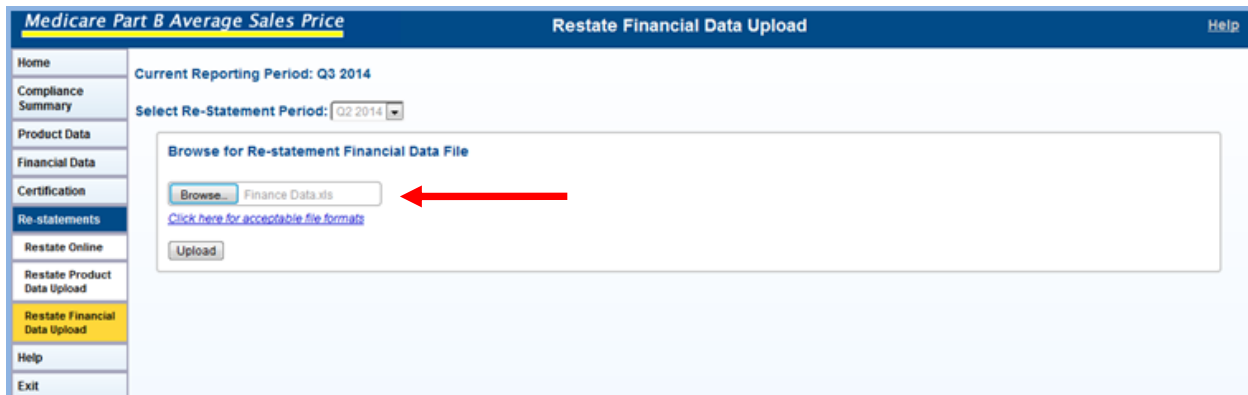 Medicare Part B Average Sales Price
Restate Financial Data Upload
Help
Home
Compliance
Summary
Product Data
Financial Data
Certification
Re-statements
Restate Online
Restate Product
Data Upload
Restate Financial
Data Upload
Help
Exit
Current Reporting Period: Q3 2014
Select Re-Statement Period: Q2 2014
Browse for Re-statement Financial Data File
Browse... Finance Data.xls
Click here for acceptable file formats
Upload